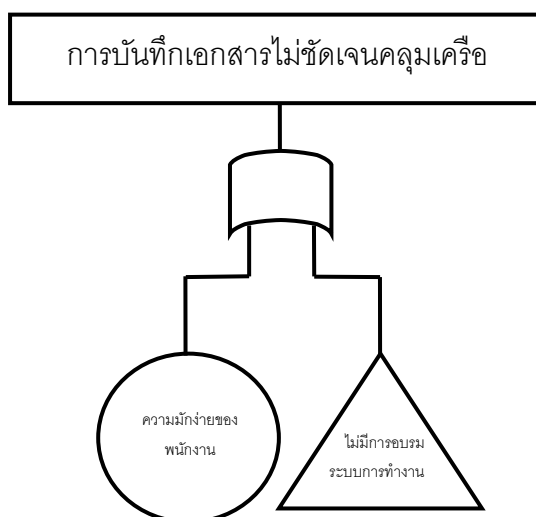 การบันทึกเอกสารไม่ชัดเจนคลุมเครือ
ความมักง่ายของ
พนักงาน
ไม่มีการอบรม
ระบบการทำงาน